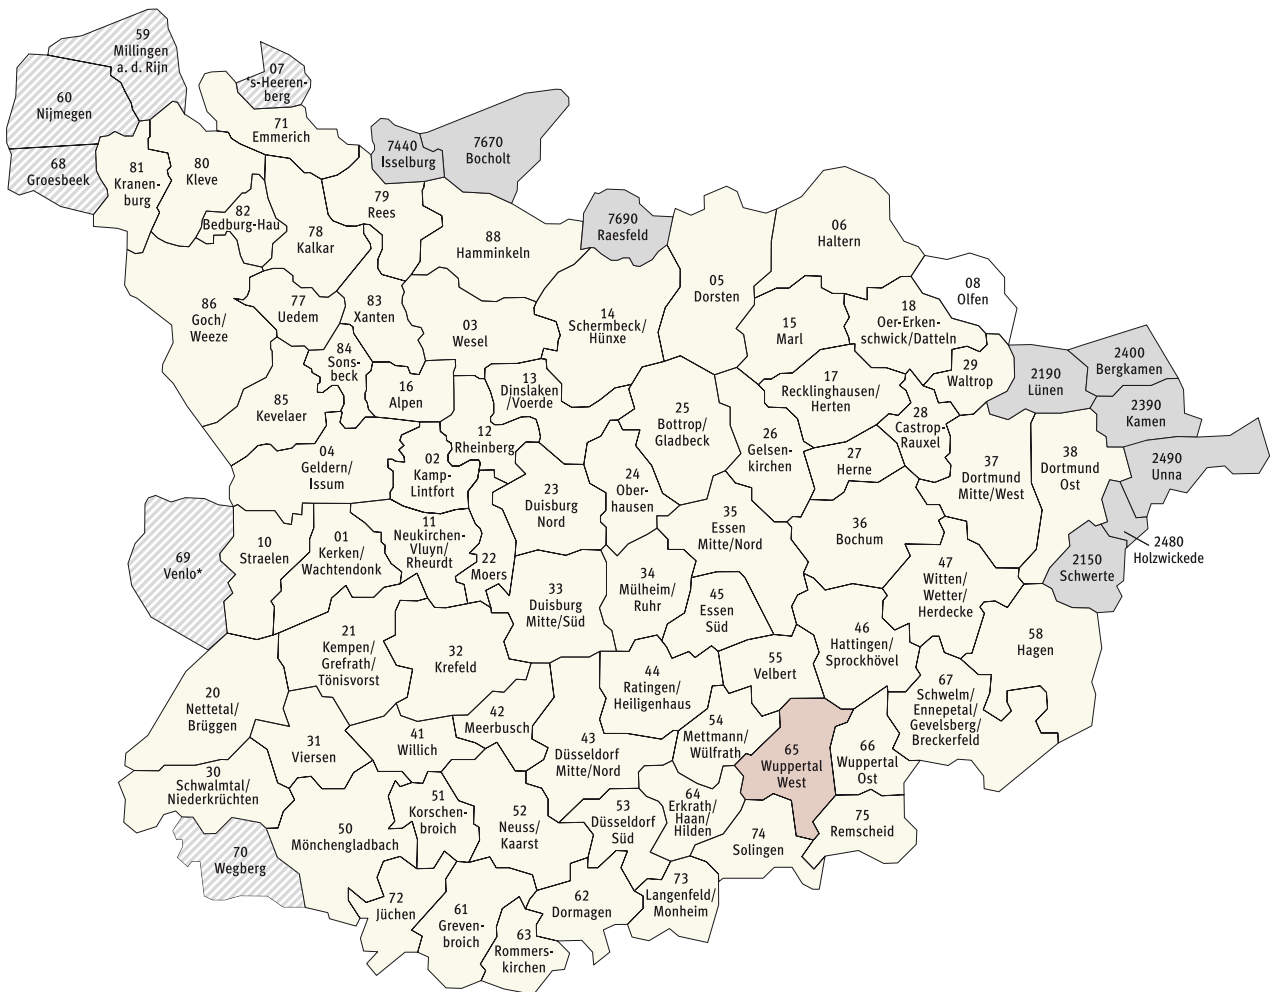 59
Millingen
a. d. Rijn
07
's-Heeren-
berg
60
Nijmegen
71
Emmerich
7440
Isselburg
7670
Bocholt
68
Groesbeek
81
Kranen-
burg
80
Kleve
82
Bedburg-Hau
79
Rees
78
Kalkar
88
Hamminkeln
7690
Raesfeld
06
Haltern
05
Dorsten
08
Olfen
86
Goch/
Weeze
77
Uedem
83
Xanten
03
Wesel
14
Schermbeck/
Hünxe
15
Marl
18
Oer-Erken-
schwick/Datteln
84
Sons-
beck
16
Alpen
13
Dinslaken
/Voerde
17
Recklinghausen/
Herten
29
Waltrop
2190
Lünen
2400
Bergkamen
2390
Kamen
85
Kevelaer
25
Bottrop/
Gladbeck
28
Castrop-
Rauxel
12
Rheinberg
26
Gelsen-
kirchen
04
Geldern/
Issum
02
Kamp-
Lintfort
24
Ober-
hausen
27
Herne
37
Dortmund
Mitte/West
38
Dortmund
Ost
2490
Unna
23
Duisburg
Nord
35
Essen
Mitte/Nord
36
Bochum
10
Straelen
01
Kerken/
Wachtendonk
11
Neukirchen-
Vluyn/
Rheurdt
22
Moers
69
Venlo*
33
Duisburg
Mitte/Süd
34
Mülheim/
Ruhr
45
Essen
Süd
47
Witten/
Wetter/
Herdecke
2150
Schwerte
2480
Holzwickede
21
Kempen/
Grefrath/
Tönisvorst
32
Krefeld
46
Hattingen/
Sprockhövel
58
Hagen
44
Ratingen/
Heiligenhaus
55
Velbert
67
Schwelm/
Ennepetal/
Gevelsberg/
Breckerfeld
20
Nettetal/
Brüggen
31
Viersen
41
Willich
42
Meerbusch
43
Düsseldorf
Mitte/Nord
54
Mettmann/
Wülfrath
65
Wuppertal
West
66
Wuppertal
Ost
30
Schwalmtal/
Niederkrüchten
50
Mönchengladbach
51
Korschen-
broich
52
Neuss/
Kaarst
53
Düsseldorf
Süd
64
Erkrath/
Haan/
Hilden
74
Solingen
75
Remscheid
70
Wegberg
72
Jüchen
61
Greven-
broich
63
Rommers-
kirchen
62
Dormagen
73
Langenfeld/
Monheim